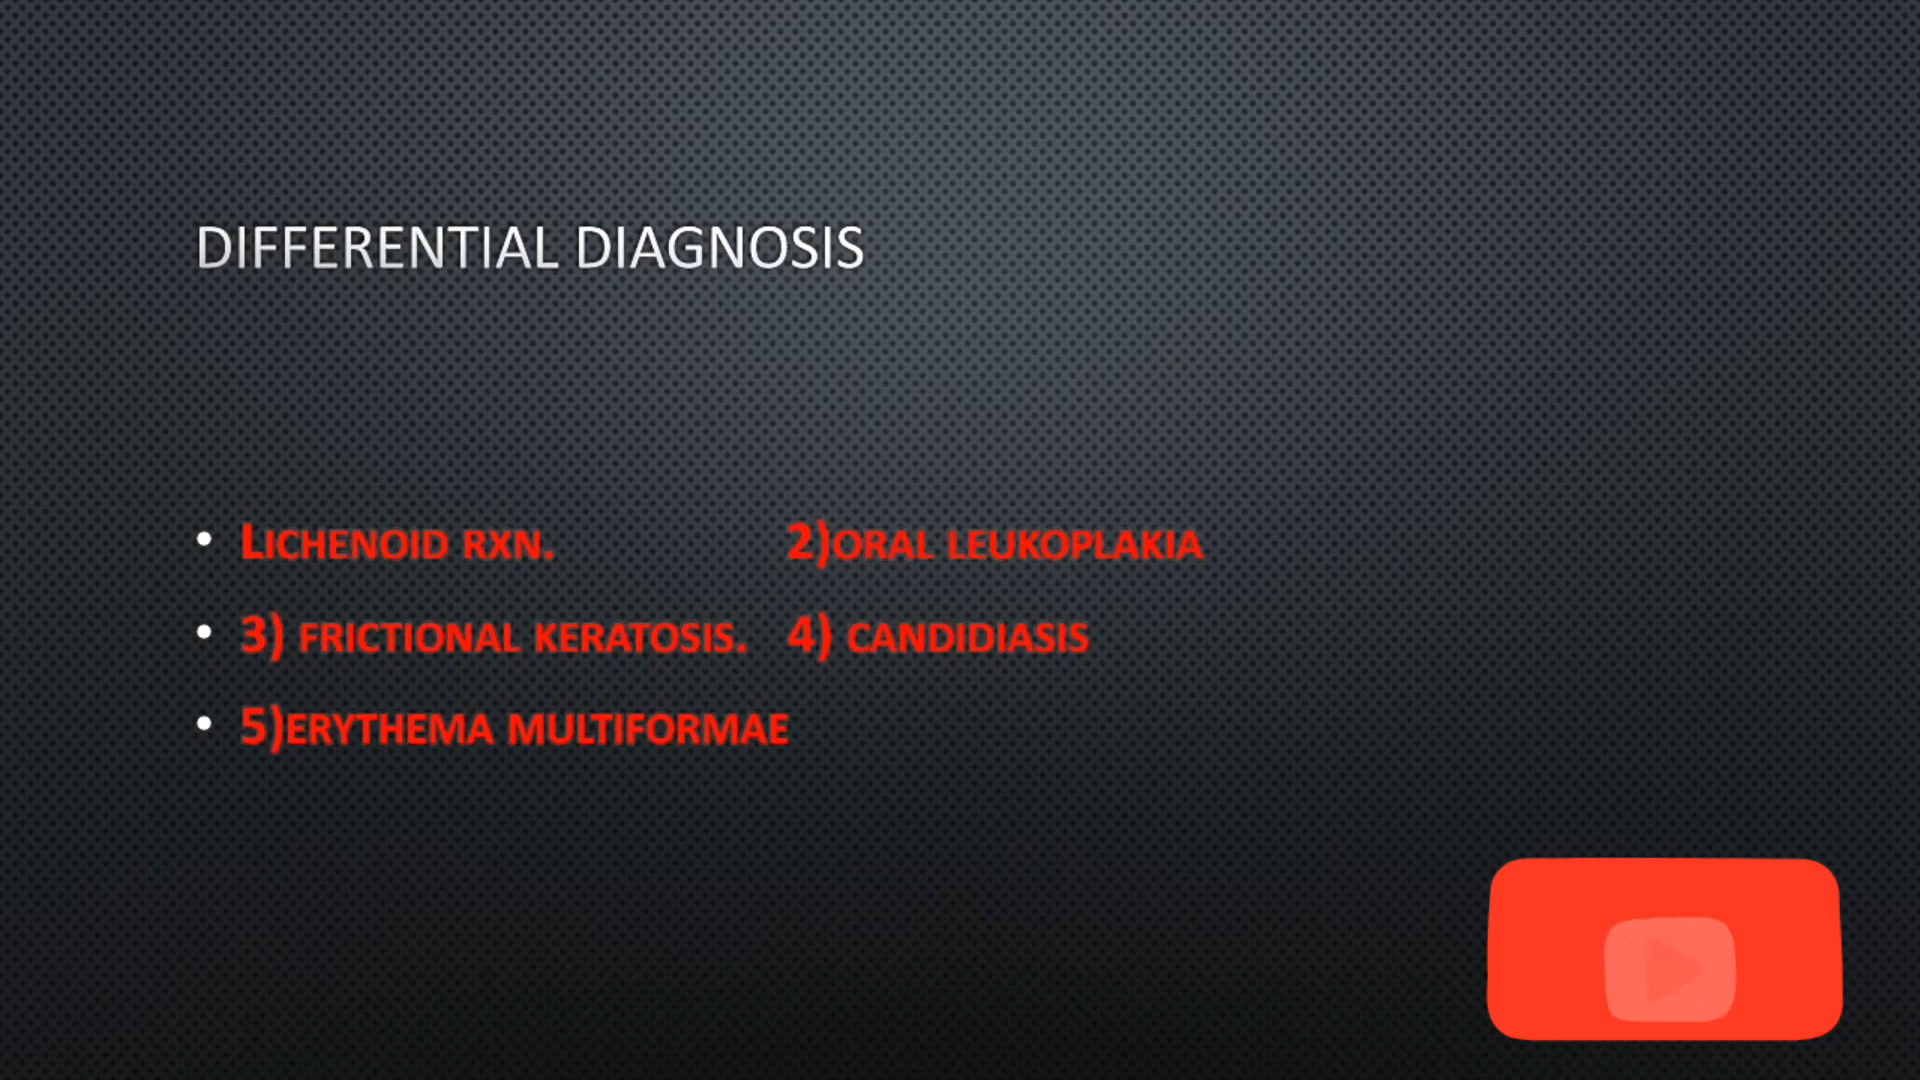 DIFFERENTIAL DIAGNOSIS
• LICHENOID RXN. 2)ORAL LEUKOPLAKIA
• 3) FRICTIONAL KERATOSIS. 4) CANDIDIASIS
• 5)ERYTHEMA MULTIFORMAE